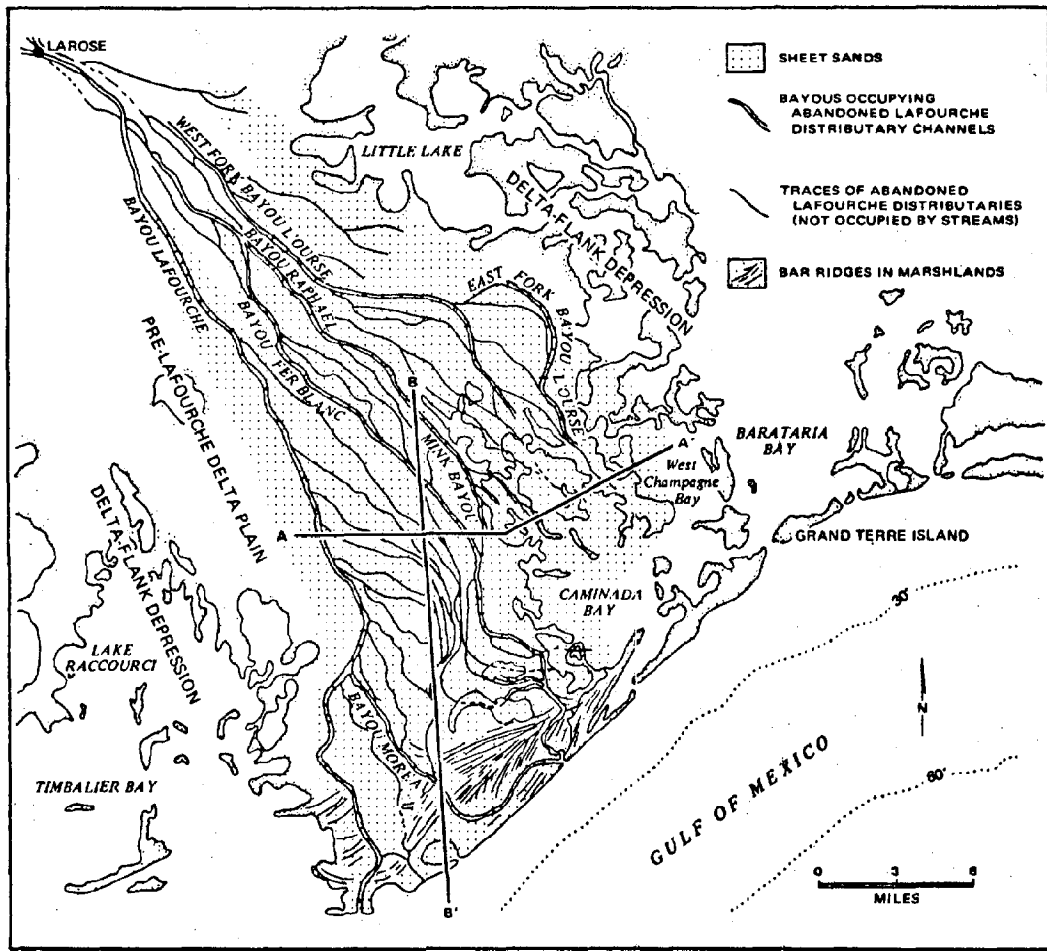 LAROSE
SHEET SANDS
BAYOUS OCCUPYING
ABANDONED LAFOURCHE
DISTRIBUTARY CHANNELS
WEST FORK BAYOU L'OURSE
LITTLE LAKE
DELTA-FLANK DEPRESSION
TRACES OF ABANDONED
LAFOURCHE DISTRIBUTARIES
(NOT OCCUPIED BY STREAMS)
BAR RIDGES IN MARSHLANDS
BAYOU LAFOURCHE
BAYOU RAPHAEL
EAST FORK
BAYOU L'OURSE
BAYOU FER BLANC
PRE-LAFOURCHE DELTA PLAIN
B
MINK BAYOU
A'
West
Champagne
Bay
BARATARIA
BAY
DELTA-FLANK DEPRESSION
A
GRAND TERRE ISLAND
CAMINADA
BAY
30'
LAKE
RACCOURCI
N
BAYOU MOREA
TIMBALIER BAY
60'
GULF OF MEXICO
0 3 6
MILES
B'